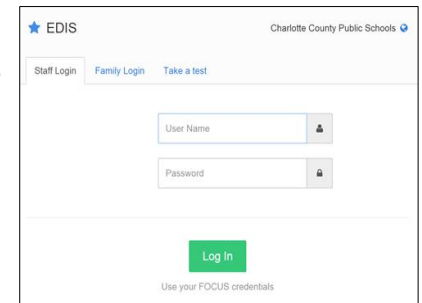 EDIS
Charlotte County Public Schools
Staff Login
Family Login
Take a test
User Name
Password
Log In
Use your FOCUS credentials